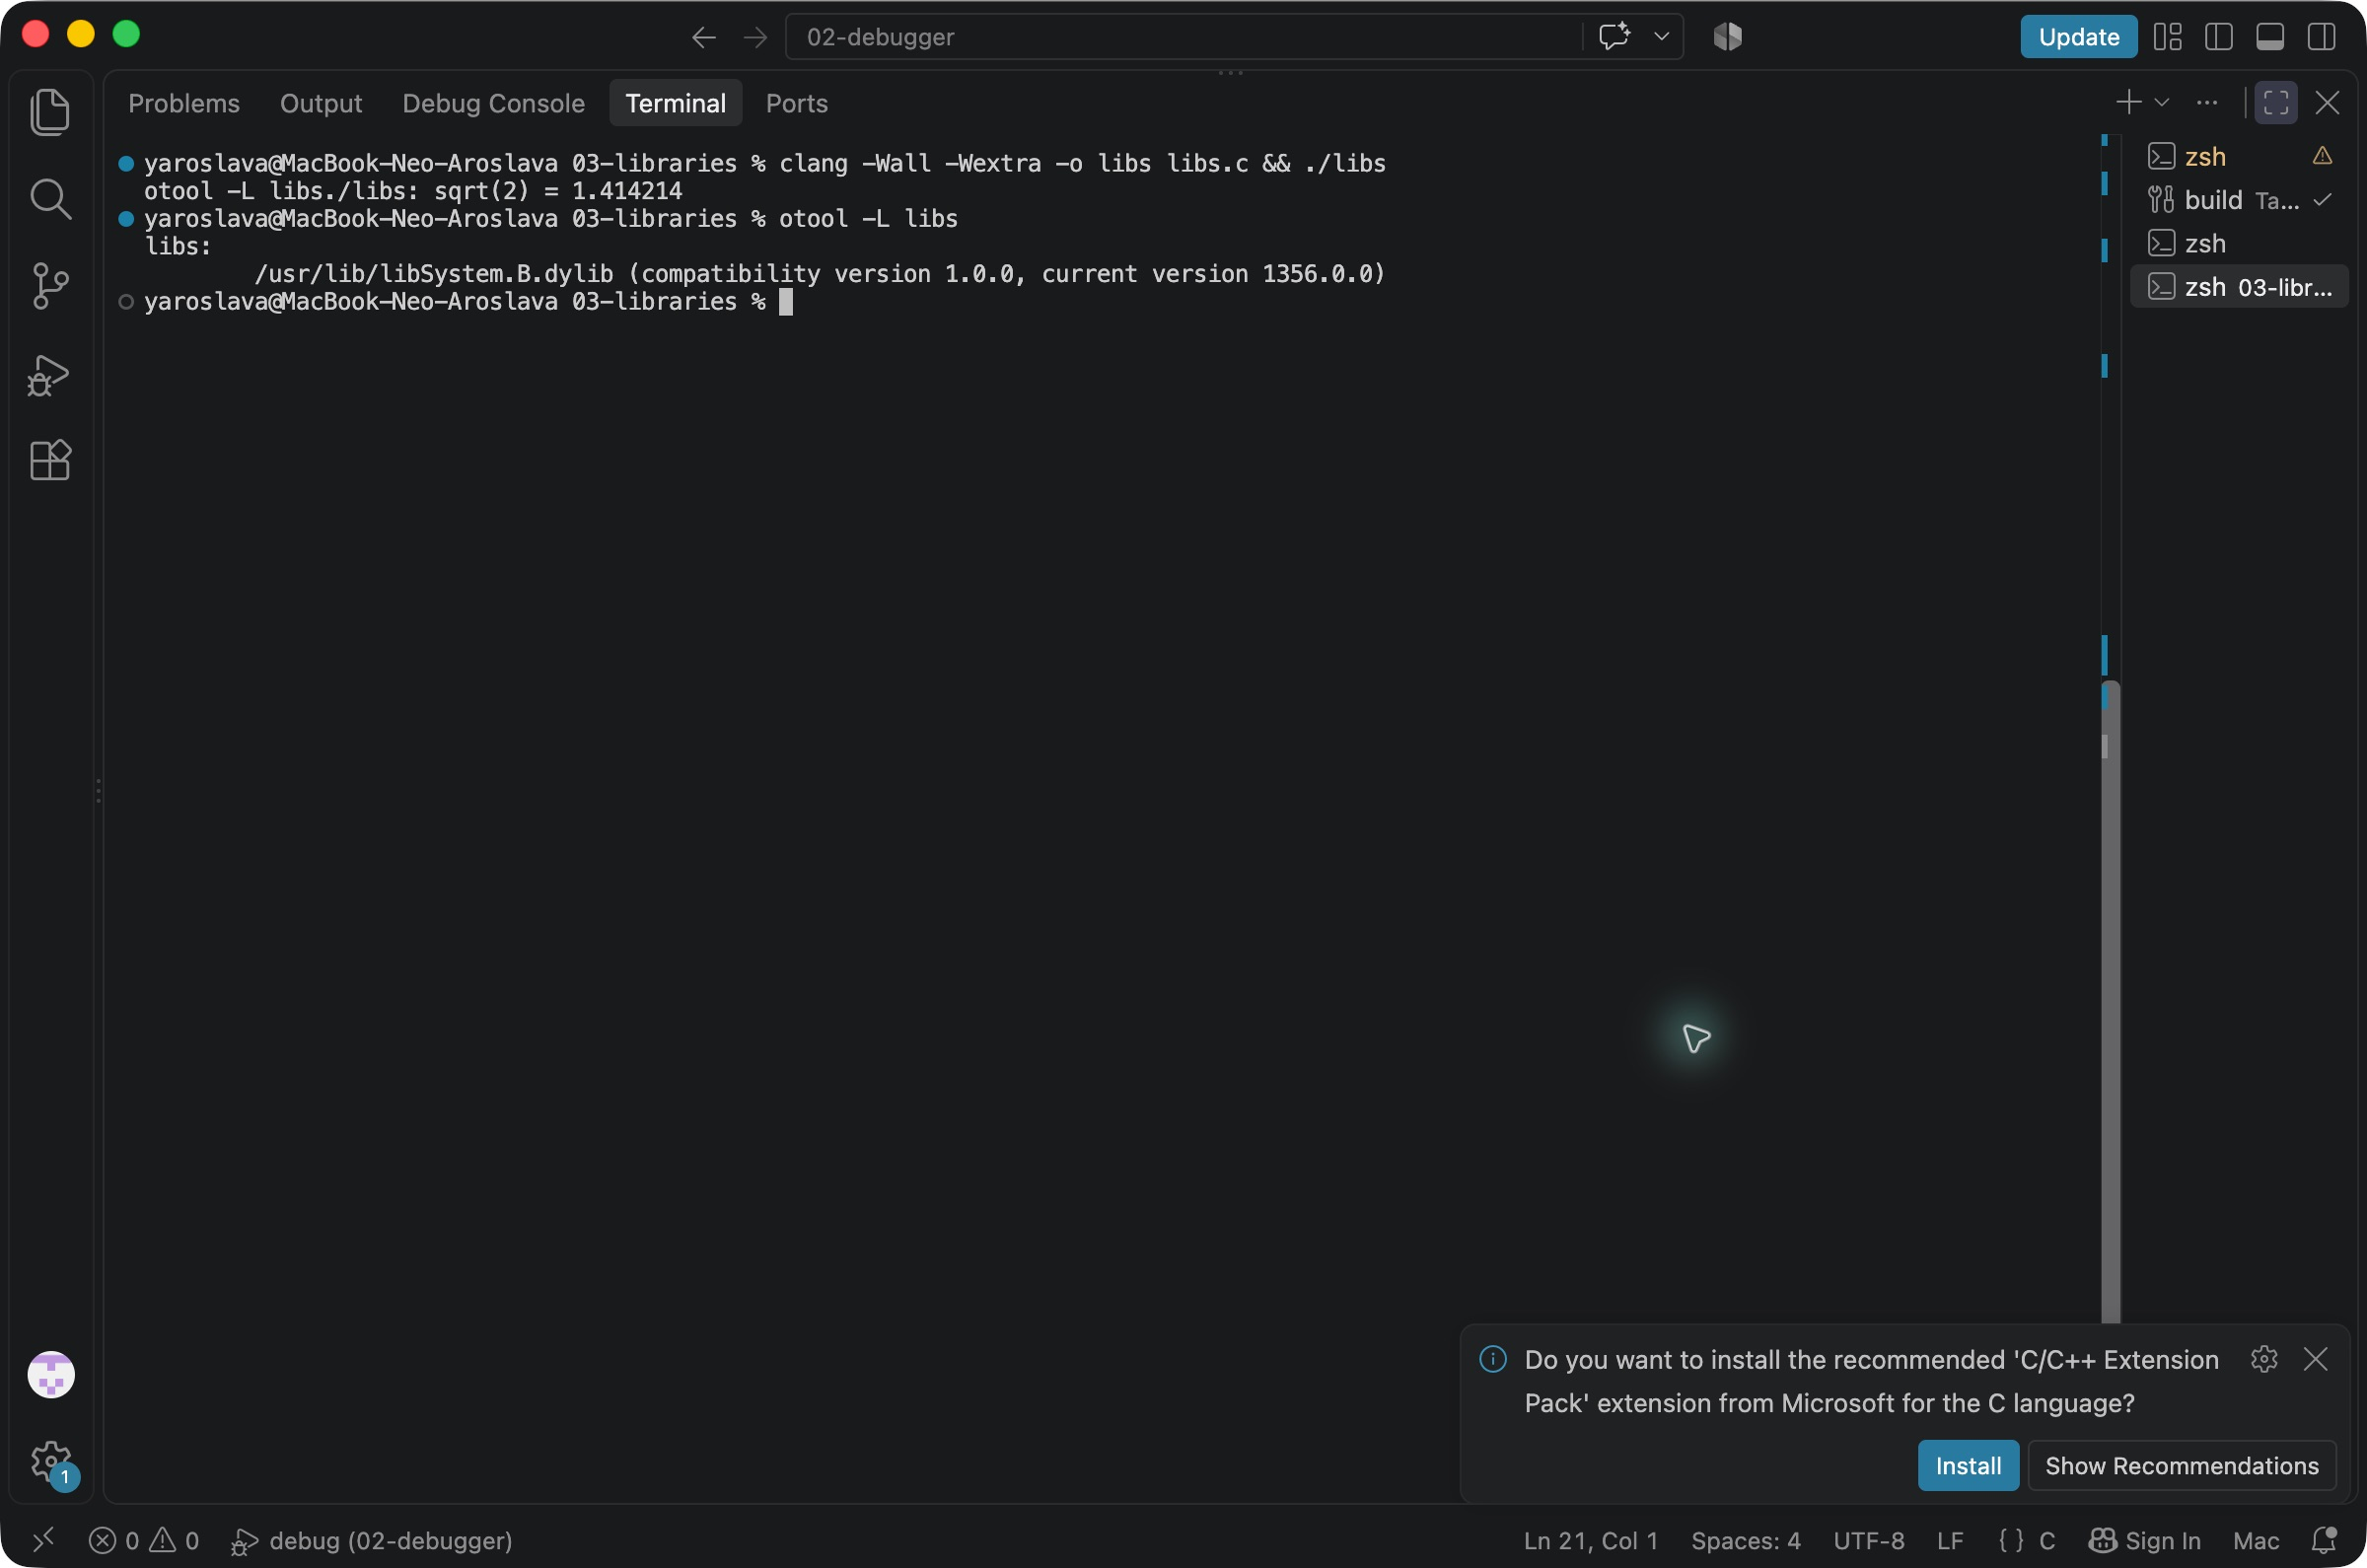 02-debugger
Update
Problems Output Debug Console Terminal Ports
yaroslava@MacBook-Neo-Aroslava 03-libraries % clang -Wall -Wextra -o libs libs.c && ./libs
otool -L libs./libs: sqrt(2) = 1.414214
yaroslava@MacBook-Neo-Aroslava 03-libraries % otool -L libs
libs:
/usr/lib/libSystem.B.dylib (compatibility version 1.0.0, current version 1356.0.0)
yaroslava@MacBook-Neo-Aroslava 03-libraries %
zsh
build Ta...
zsh
zsh 03-libr...
Do you want to install the recommended 'C/C++ Extension
Pack' extension from Microsoft for the C language?
Install Show Recommendations
1
0 0 debug (02-debugger) Ln 21, Col 1 Spaces: 4 UTF-8 LF {} C Sign In Mac